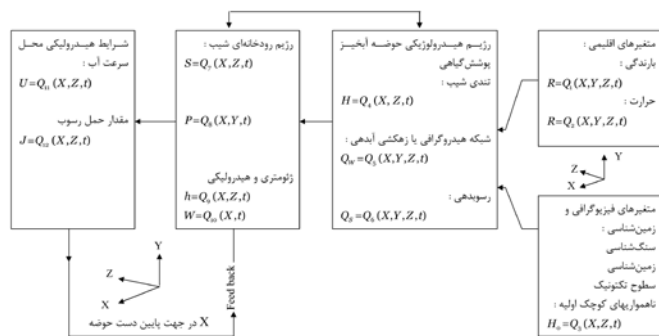 متغیرهای اقلیمی :
بارندگی :
R=Q₁(X,Y,Z,t)
حرارت :
R=Q₂(X,Y,Z,t)
Y
Z
X
متغیرهای فیزیوگرافی و
زمین‌شناسی :
سنگ‌شناسی
زمین‌شناسی
سطوح تکتونیک
ناهمواریهای کوچک اولیه :
H₀=Q₃(X,Z,t)
رژیم هیدرولوژیکی حوضه آبخیز
پوشش گیاهی
تندی شیب :
H=Q₄(X,Z,t)
شبکه هیدروگرافی یا زهکشی آبدهی :
Q_W=Q₅(X,Y,Z,t)
رسوبدهی :
Q_S=Q₆(X,Y,Z,t)
رژیم رودخانه‌ای شیب :
S=Q₇(X,Z,t)
P=Q₈(X,Y,t)
ژئومتری و هیدرولیکی
h=Q₉(X,Z,t)
W=Q₁₀(X,t)
شرایط هیدرولیکی محل
سرعت آب :
U=Q₁₁(X,Z,t)
مقدار حمل رسوب
J=Q₁₂(X,Z,t)
Feed back
Y
Z
X
X در جهت پایین دست حوضه